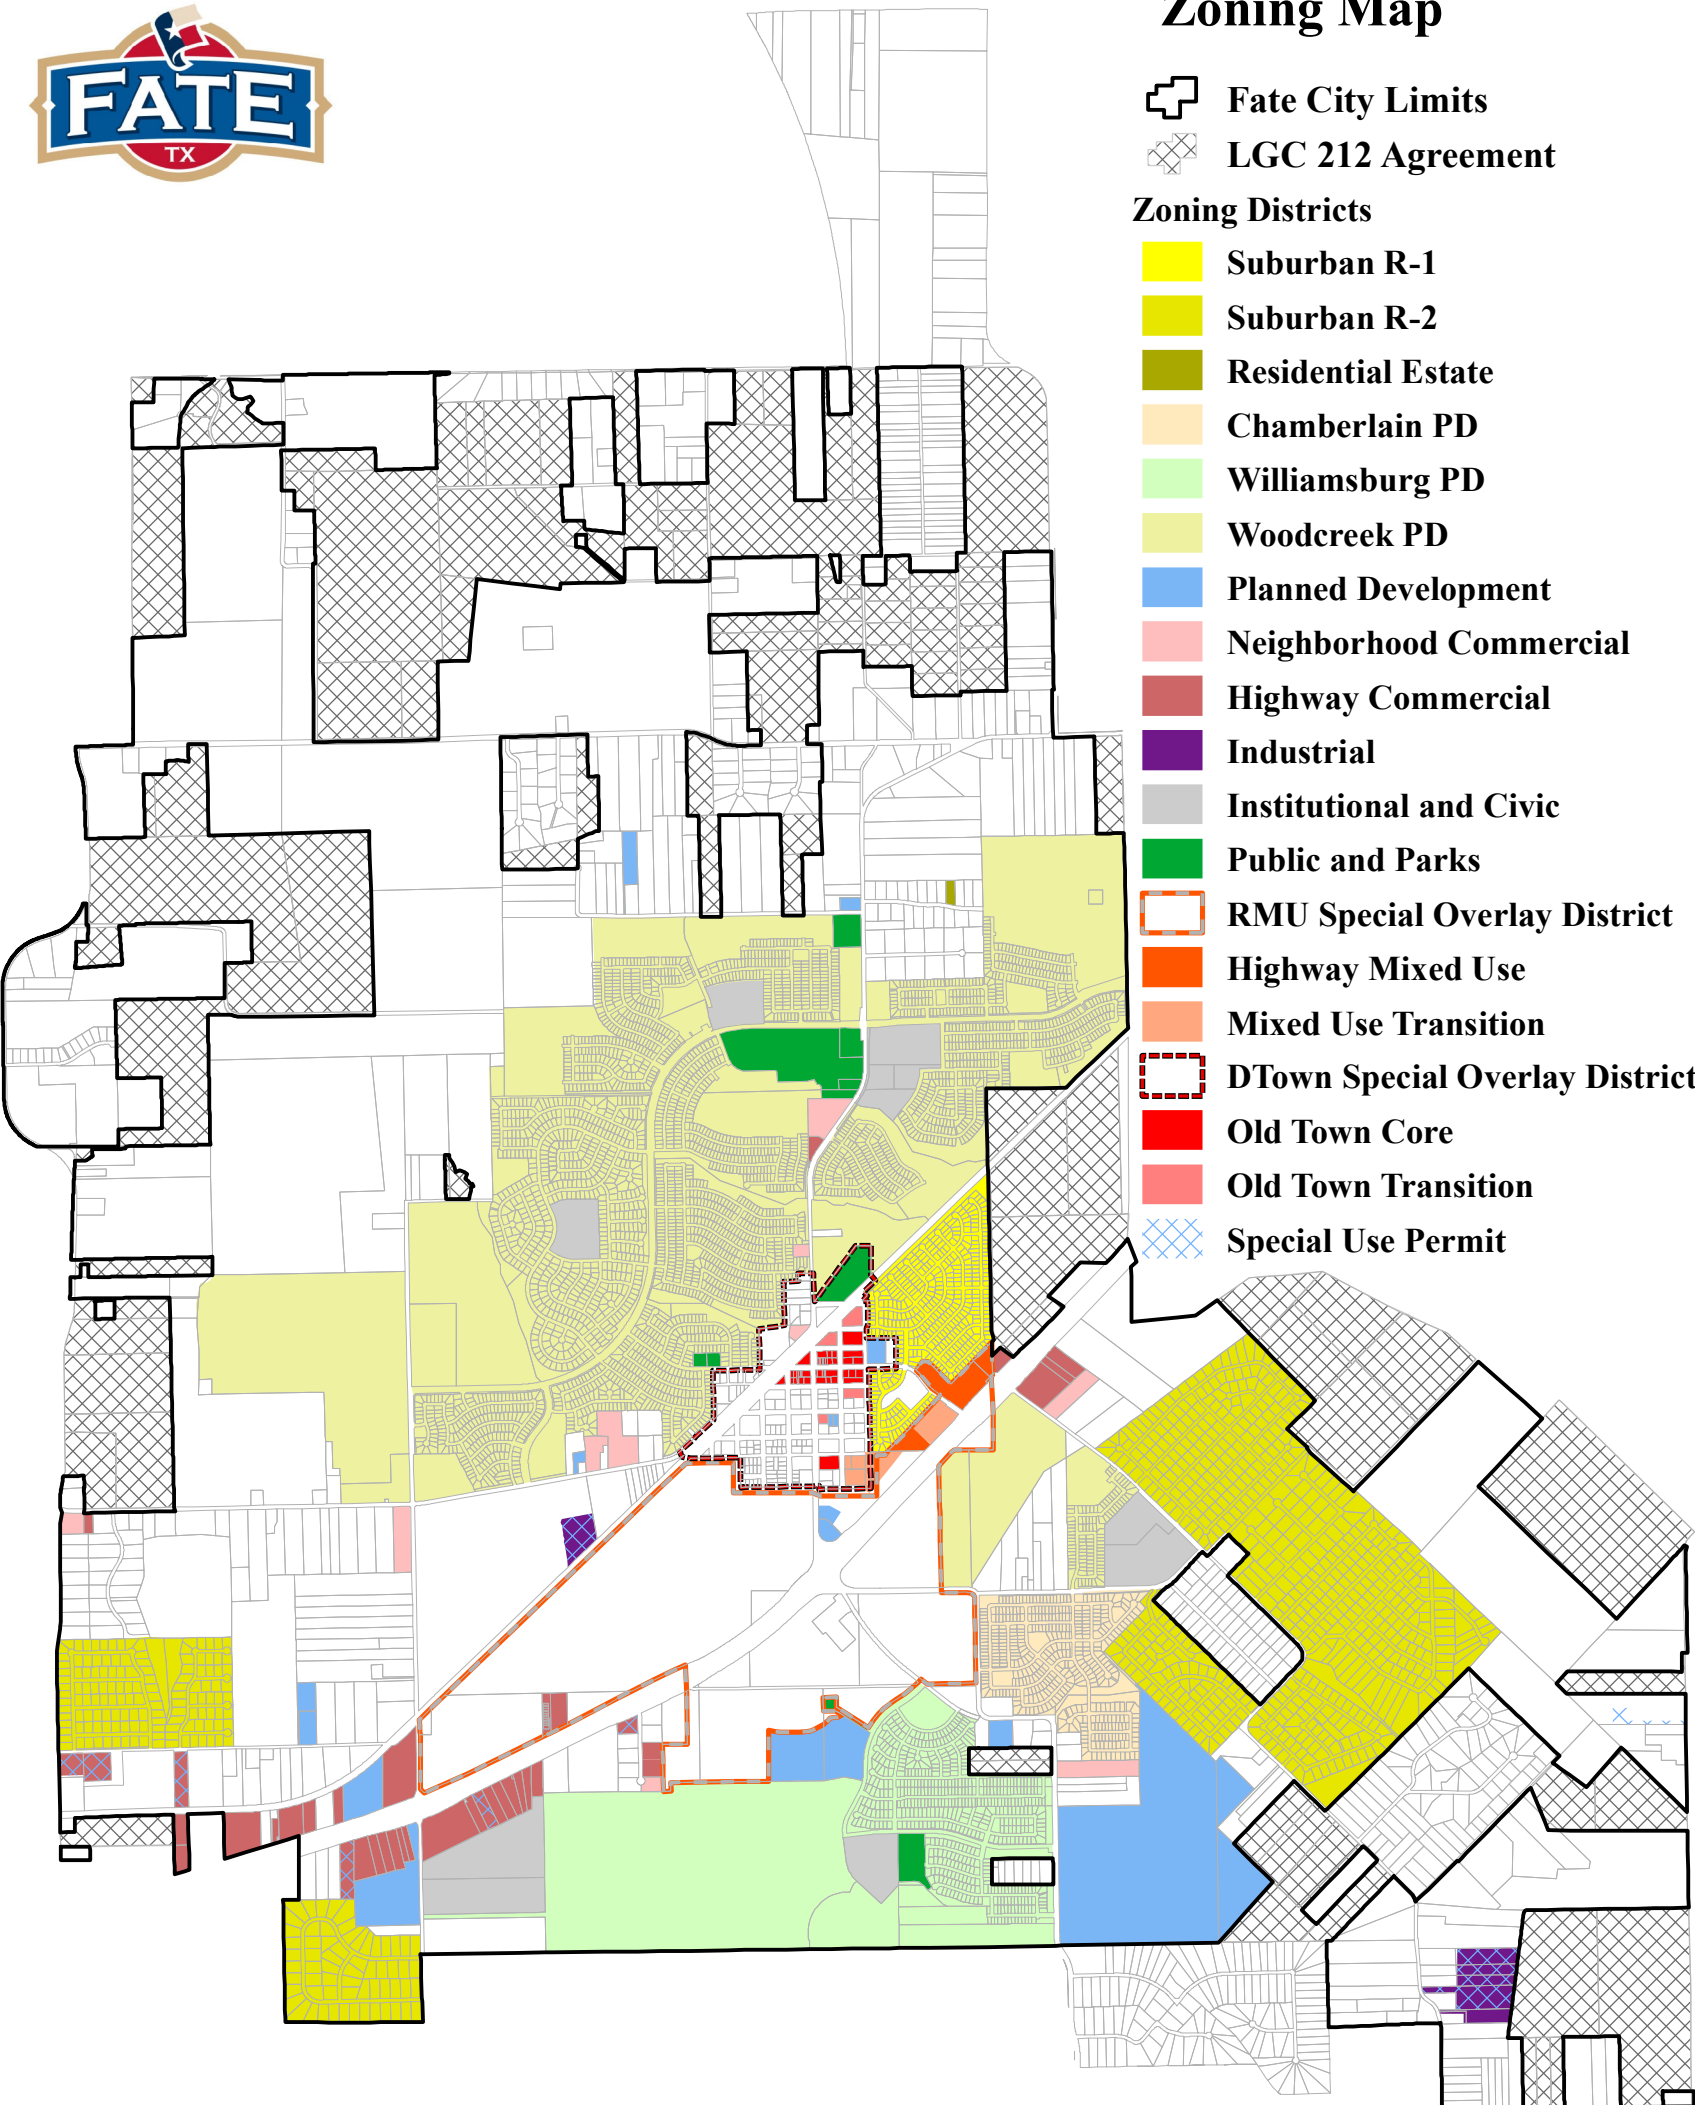 FATE
TX
Zoning Map
Fate City Limits
LGC 212 Agreement
Zoning Districts
Suburban R-1
Suburban R-2
Residential Estate
Chamberlain PD
Williamsburg PD
Woodcreek PD
Planned Development
Neighborhood Commercial
Highway Commercial
Industrial
Institutional and Civic
Public and Parks
RMU Special Overlay District
Highway Mixed Use
Mixed Use Transition
DTown Special Overlay District
Old Town Core
Old Town Transition
Special Use Permit